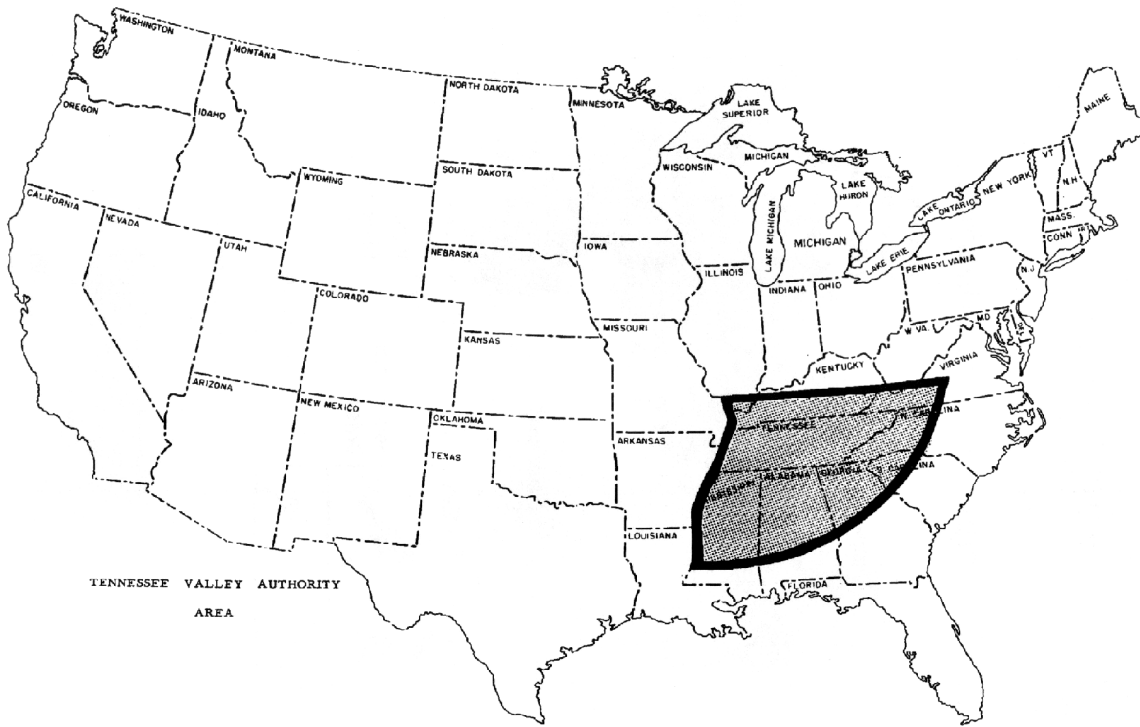 WASHINGTON
MONTANA
NORTH DAKOTA
MINNESOTA
LAKE
SUPERIOR
MAINE
OREGON
IDAHO
VT
N.H.
WISCONSIN
MICHIGAN
SOUTH DAKOTA
WYOMING
LAKE
HURON
NEW YORK
LAKE
ONTARIO
MASS.
CONN
CALIFORNIA
NEVADA
UTAH
NEBRASKA
IOWA
LAKE MICHIGAN
MICHIGAN
LAKE ERIE
PENNSYLVANIA
N.J.
ILLINOIS
INDIANA
OHIO
COLORADO
MISSOURI
KANSAS
W VA.
MD
VIRGINIA
KENTUCKY
ARIZONA
NEW MEXICO
OKLAHOMA
TENNESSEE
N. CAROLINA
ARKANSAS
TEXAS
MISSISSIPPI
ALABAMA
GEORGIA
S CAROLINA
LOUISIANA
FLORIDA
TENNESSEE VALLEY AUTHORITY
AREA